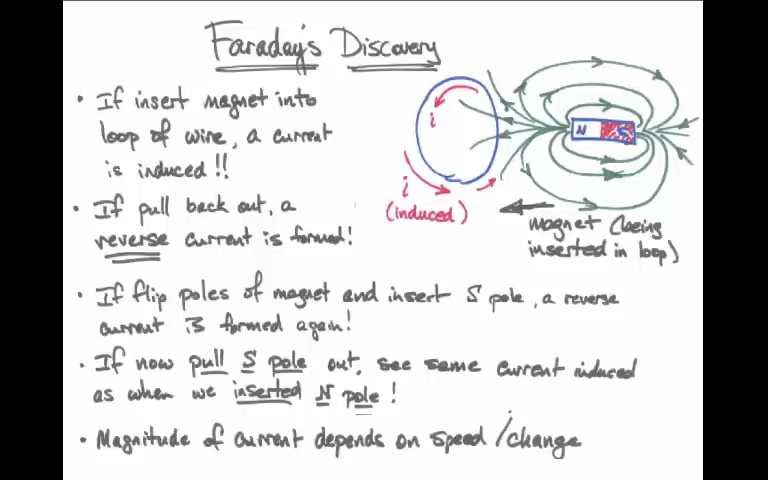 Faraday's Discovery
• If insert magnet into
loop of wire, a current
is induced!!
• If pull back out, a
reverse current is formed!
i
i
(induced)
N S
magnet (being
inserted in loop)
• If flip poles of magnet and insert S pole, a reverse
current is formed again!
• If now pull S pole out, see same current induced
as when we inserted N pole!
• Magnitude of current depends on speed/change